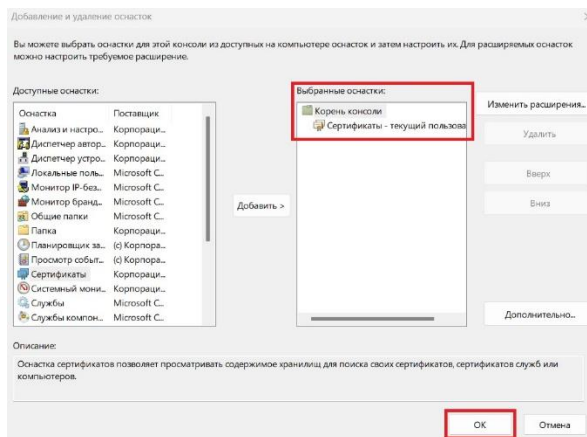 Добавление и удаление оснасток
Вы можете выбрать оснастки для этой консоли из доступных на компьютере оснасток и затем настроить их. Для расширяемых оснасток
можно настроить требуемое расширение.
Доступные оснастки:
Выбранные оснастки:
Оснастка Поставщик
Анализ и настро... Корпораци...
Диспетчер автор... Корпораци...
Диспетчер устро... Корпораци...
Локальные поль... Microsoft C...
Монитор IP-без... Корпораци...
Монитор бранд... Корпораци...
Общие папки Корпораци...
Папка Корпораци...
Планировщик за... (c) Корпора...
Просмотр событ... (c) Корпора...
Сертификаты Корпораци...
Системный мони... Корпораци...
Службы Microsoft C...
Службы компон... Microsoft C...
Добавить >
Корень консоли
Сертификаты - текущий пользова
Изменить расширения...
Удалить
Вверх
Вниз
Дополнительно...
Описание:
Оснастка сертификатов позволяет просматривать содержимое хранилищ для поиска своих сертификатов, сертификатов служб или
компьютеров.
ОК
Отмена